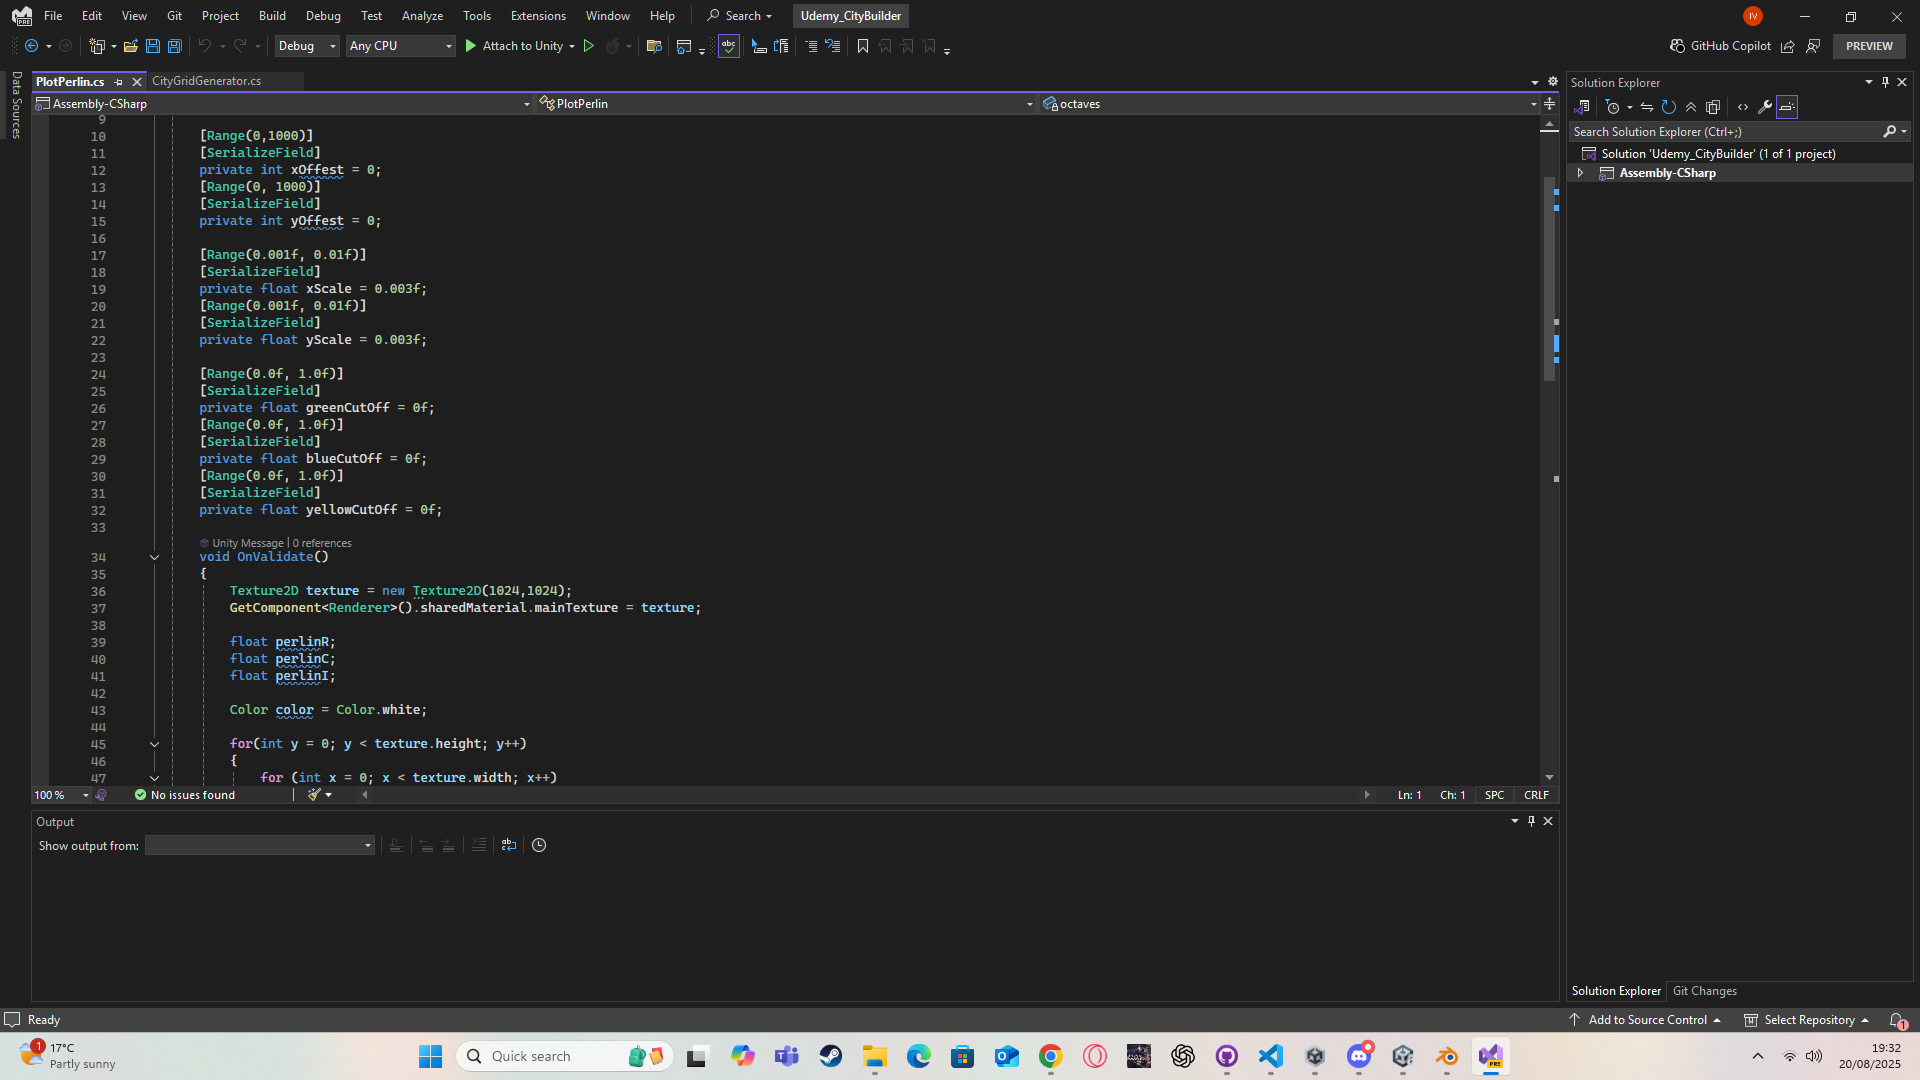 File Edit View Git Project Build Debug Test Analyze Tools Extensions Window Help Search Udemy_CityBuilder IV
Debug Any CPU Attach to Unity GitHub Copilot PREVIEW
Data Sources
PlotPerlin.cs CityGridGenerator.cs
Assembly-CSharp PlotPerlin octaves
9
10 [Range(0,1000)]
11 [SerializeField]
12 private int xOffest = 0;
13 [Range(0, 1000)]
14 [SerializeField]
15 private int yOffest = 0;
16
17 [Range(0.001f, 0.01f)]
18 [SerializeField]
19 private float xScale = 0.003f;
20 [Range(0.001f, 0.01f)]
21 [SerializeField]
22 private float yScale = 0.003f;
23
24 [Range(0.0f, 1.0f)]
25 [SerializeField]
26 private float greenCutOff = 0f;
27 [Range(0.0f, 1.0f)]
28 [SerializeField]
29 private float blueCutOff = 0f;
30 [Range(0.0f, 1.0f)]
31 [SerializeField]
32 private float yellowCutOff = 0f;
33
Unity Message | 0 references
34 void OnValidate()
35 {
36 Texture2D texture = new Texture2D(1024,1024);
37 GetComponent<Renderer>().sharedMaterial.mainTexture = texture;
38
39 float perlinR;
40 float perlinC;
41 float perlinI;
42
43 Color color = Color.white;
44
45 for(int y = 0; y < texture.height; y++)
46 {
47 for (int x = 0; x < texture.width; x++)
100 % No issues found Ln: 1 Ch: 1 SPC CRLF
Output
Show output from:
Solution Explorer
Search Solution Explorer (Ctrl+;)
Solution 'Udemy_CityBuilder' (1 of 1 project)
Assembly-CSharp
Solution Explorer Git Changes
Ready Add to Source Control Select Repository 1
1 17°C
Partly sunny
Quick search
PRE
19:32
20/08/2025